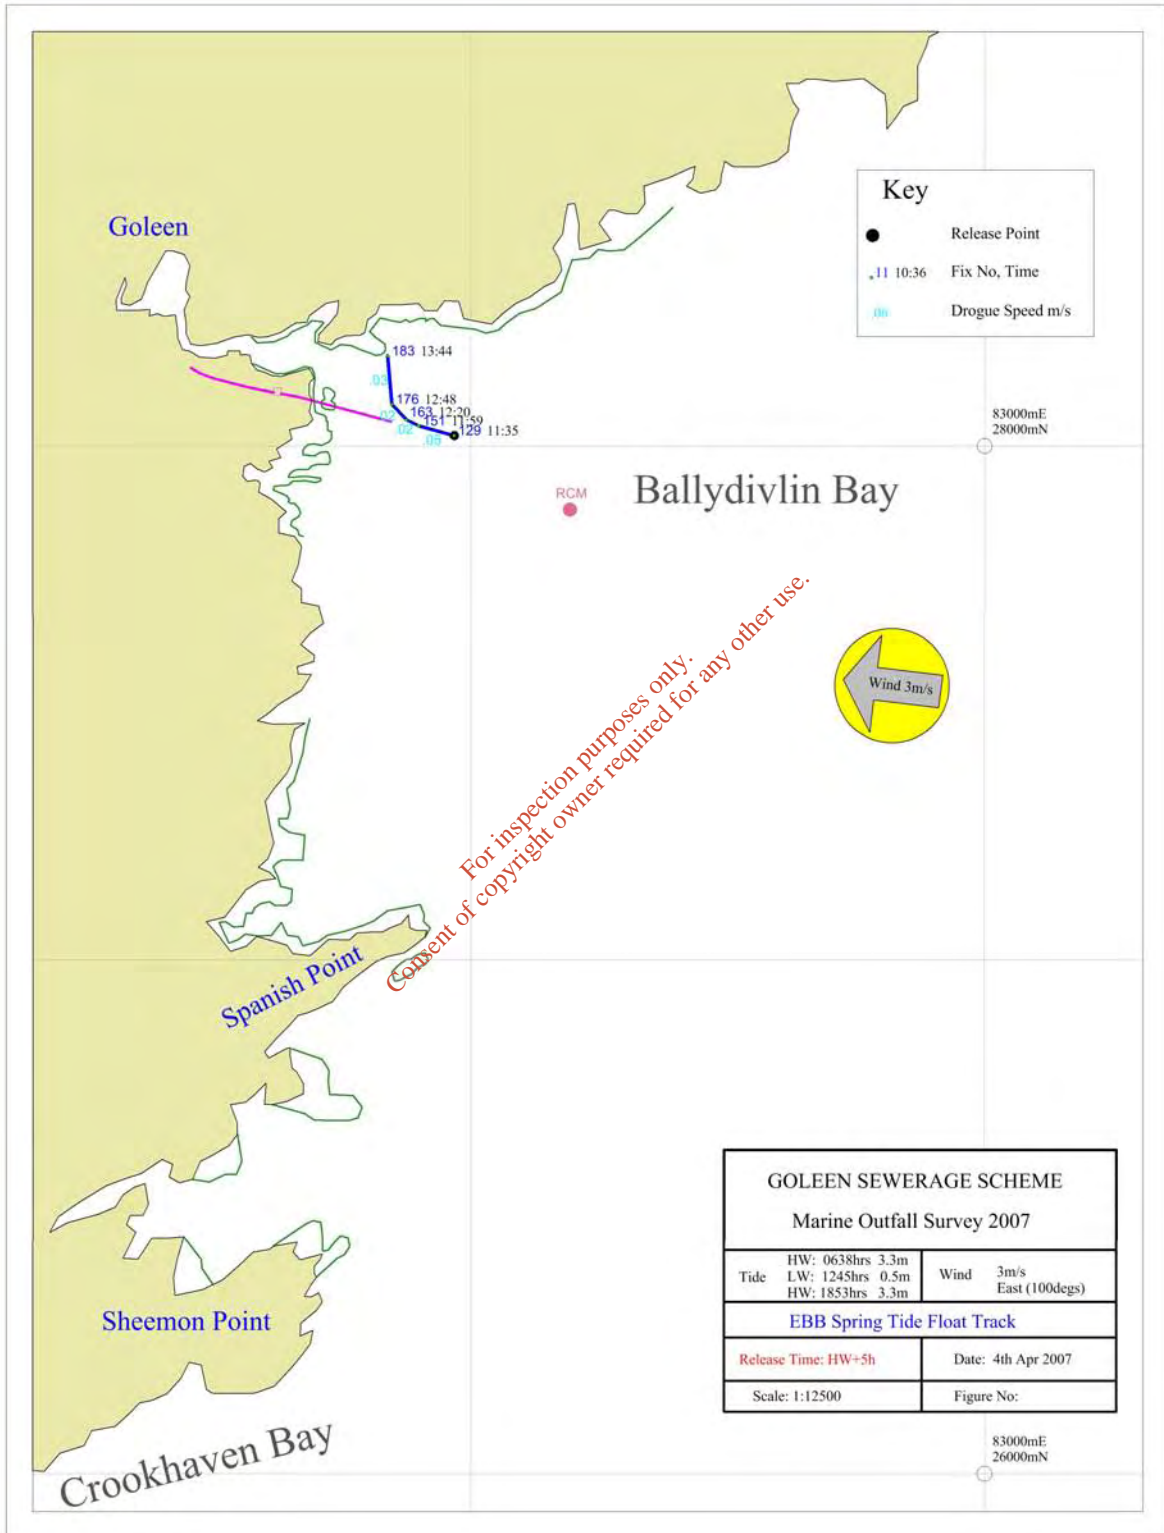 Goleen
Key
Release Point
11 10:36 Fix No, Time
.06 Drogue Speed m/s
183 13:44
.03
176 12:48
.02
163 12:20
.02
151 11:59
.05
129 11:35
83000mE
28000mN
RCM
Ballydivlin Bay
Wind 3m/s
For inspection purposes only.
Consent of copyright owner required for any other use.
Spanish Point
Sheemon Point
Crookhaven Bay
GOLEEN SEWERAGE SCHEME
Marine Outfall Survey 2007
Tide
HW: 0638hrs 3.3m
LW: 1245hrs 0.5m
HW: 1853hrs 3.3m
Wind
3m/s
East (100degs)
EBB Spring Tide Float Track
Release Time: HW+5h
Date: 4th Apr 2007
Scale: 1:12500
Figure No:
83000mE
26000mN